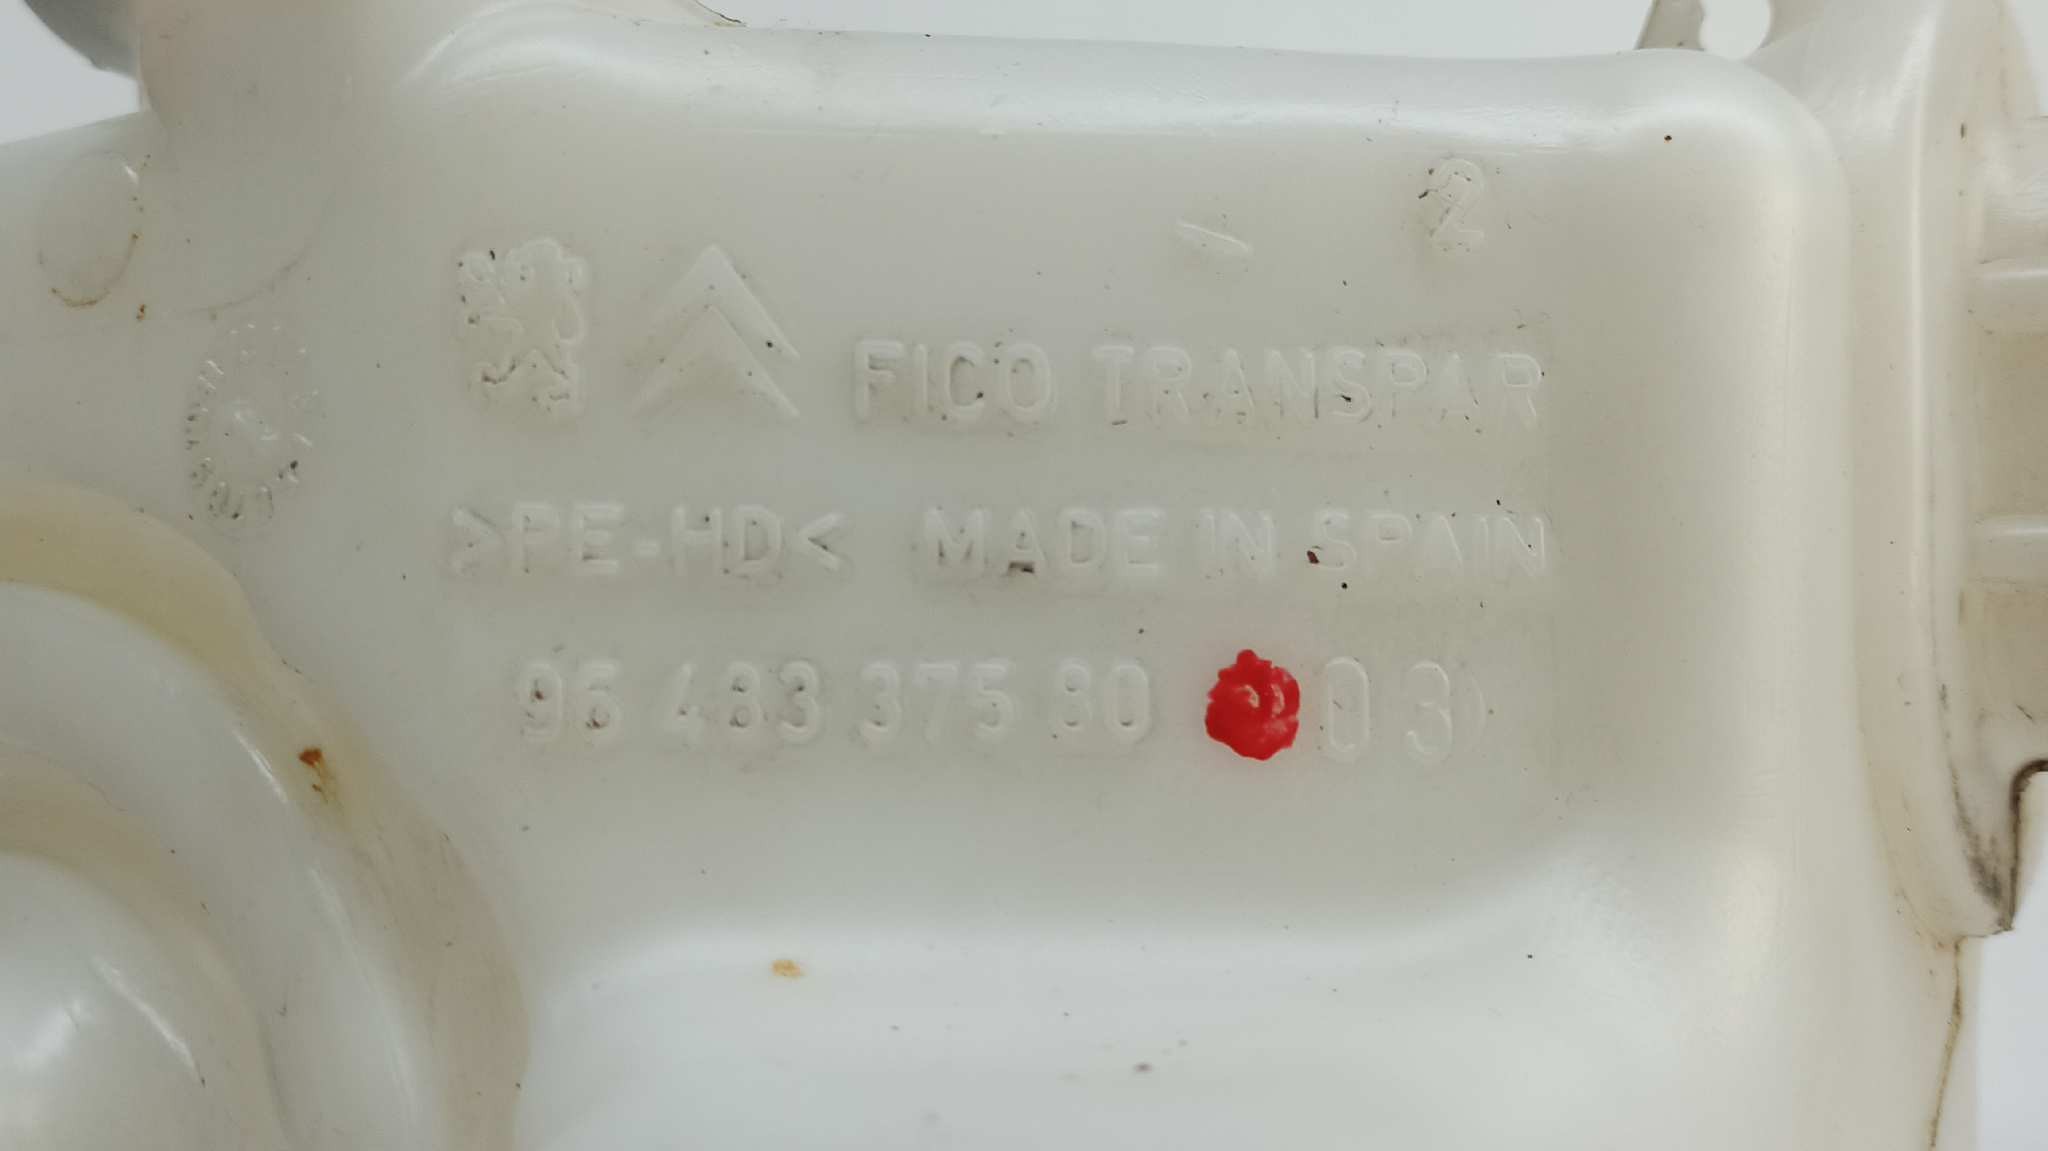 2
FICO TRANSPAR
>PE-HD< MADE IN SPAIN
96 483 375 80 03